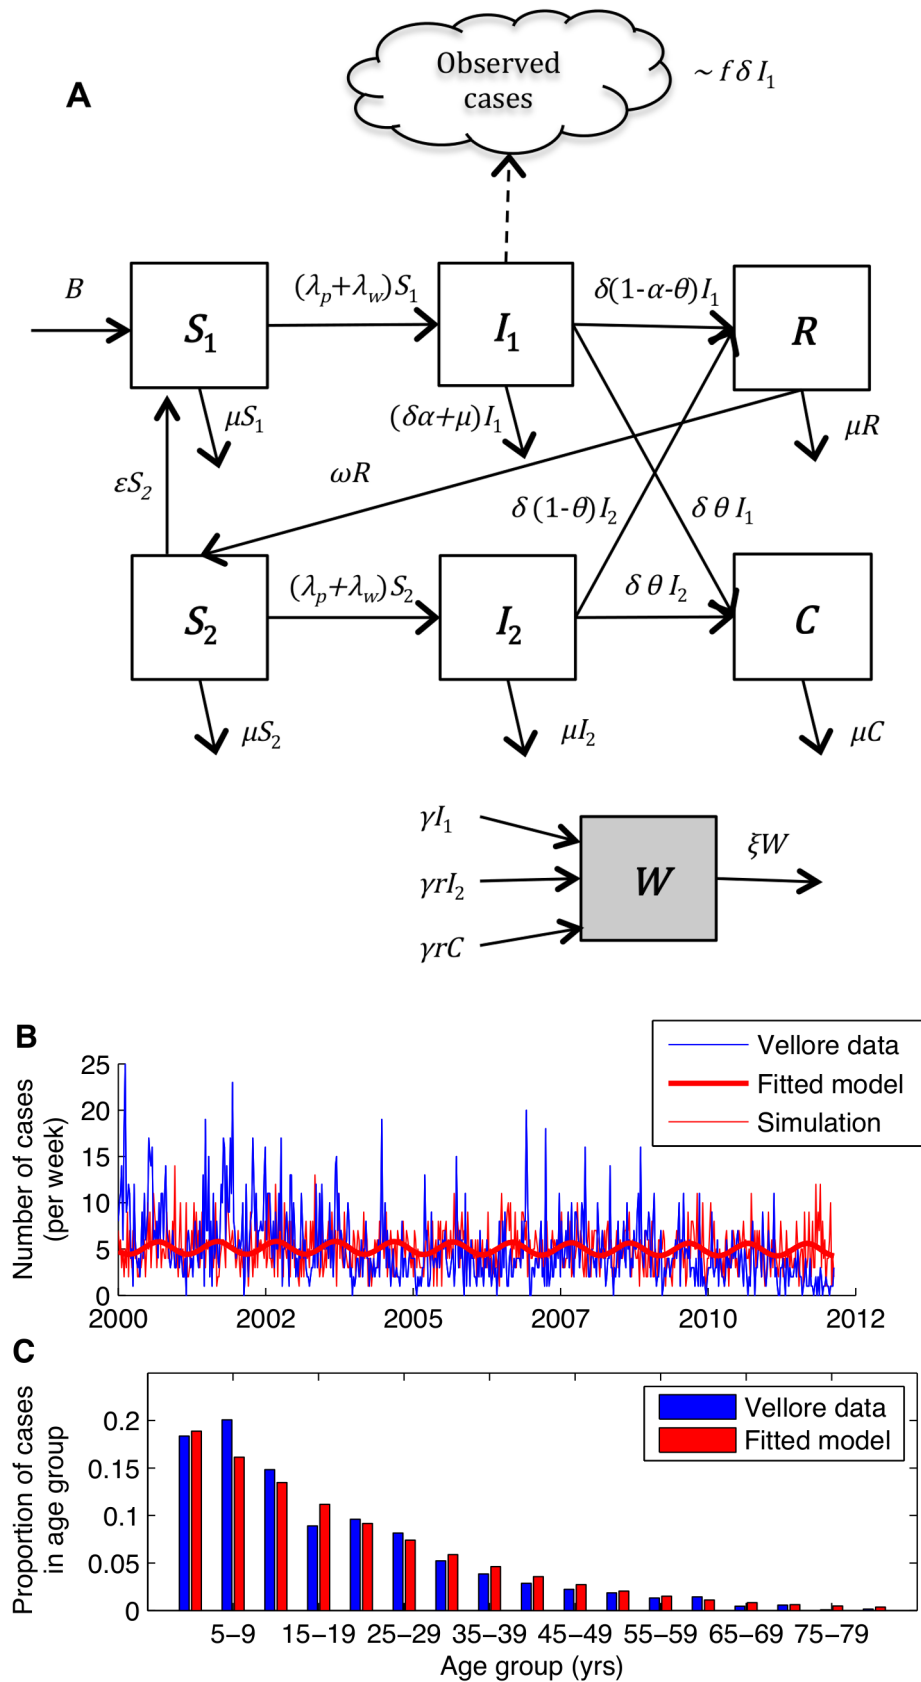 Observed
cases
~ f δ I₁
A
B
(λₚ+λ_w)S₁
δ(1-α-θ)I₁
S₁
I₁
R
μS₁
(δα+μ)I₁
μR
εS₂
ωR
δ (1-θ)I₂
δ θ I₁
(λₚ+λ_w)S₂
δ θ I₂
S₂
I₂
C
μS₂
μI₂
μC
γI₁
γrI₂
γrC
W
ξW
B
Number of cases
(per week)
25
20
15
10
5
0
2000
2002
2005
2007
2010
2012
Vellore data
Fitted model
Simulation
C
Proportion of cases
in age group
0.2
0.15
0.1
0.05
0
Vellore data
Fitted model
5–9
15–19
25–29
35–39
45–49
55–59
65–69
75–79
Age group (yrs)